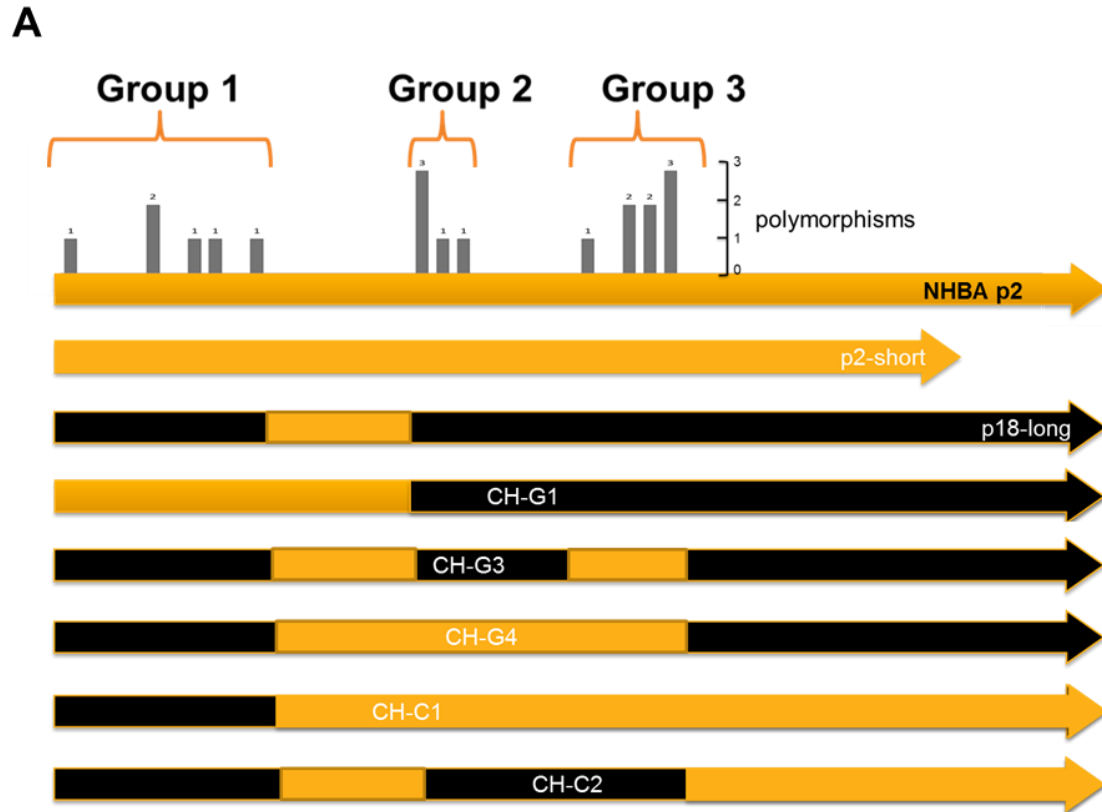 A
Group 1 Group 2 Group 3
1 2 1 1 1 3 1 1 1 2 2 3
3
2
1
0
polymorphisms
NHBA p2
p2-short
p18-long
CH-G1
CH-G3
CH-G4
CH-C1
CH-C2